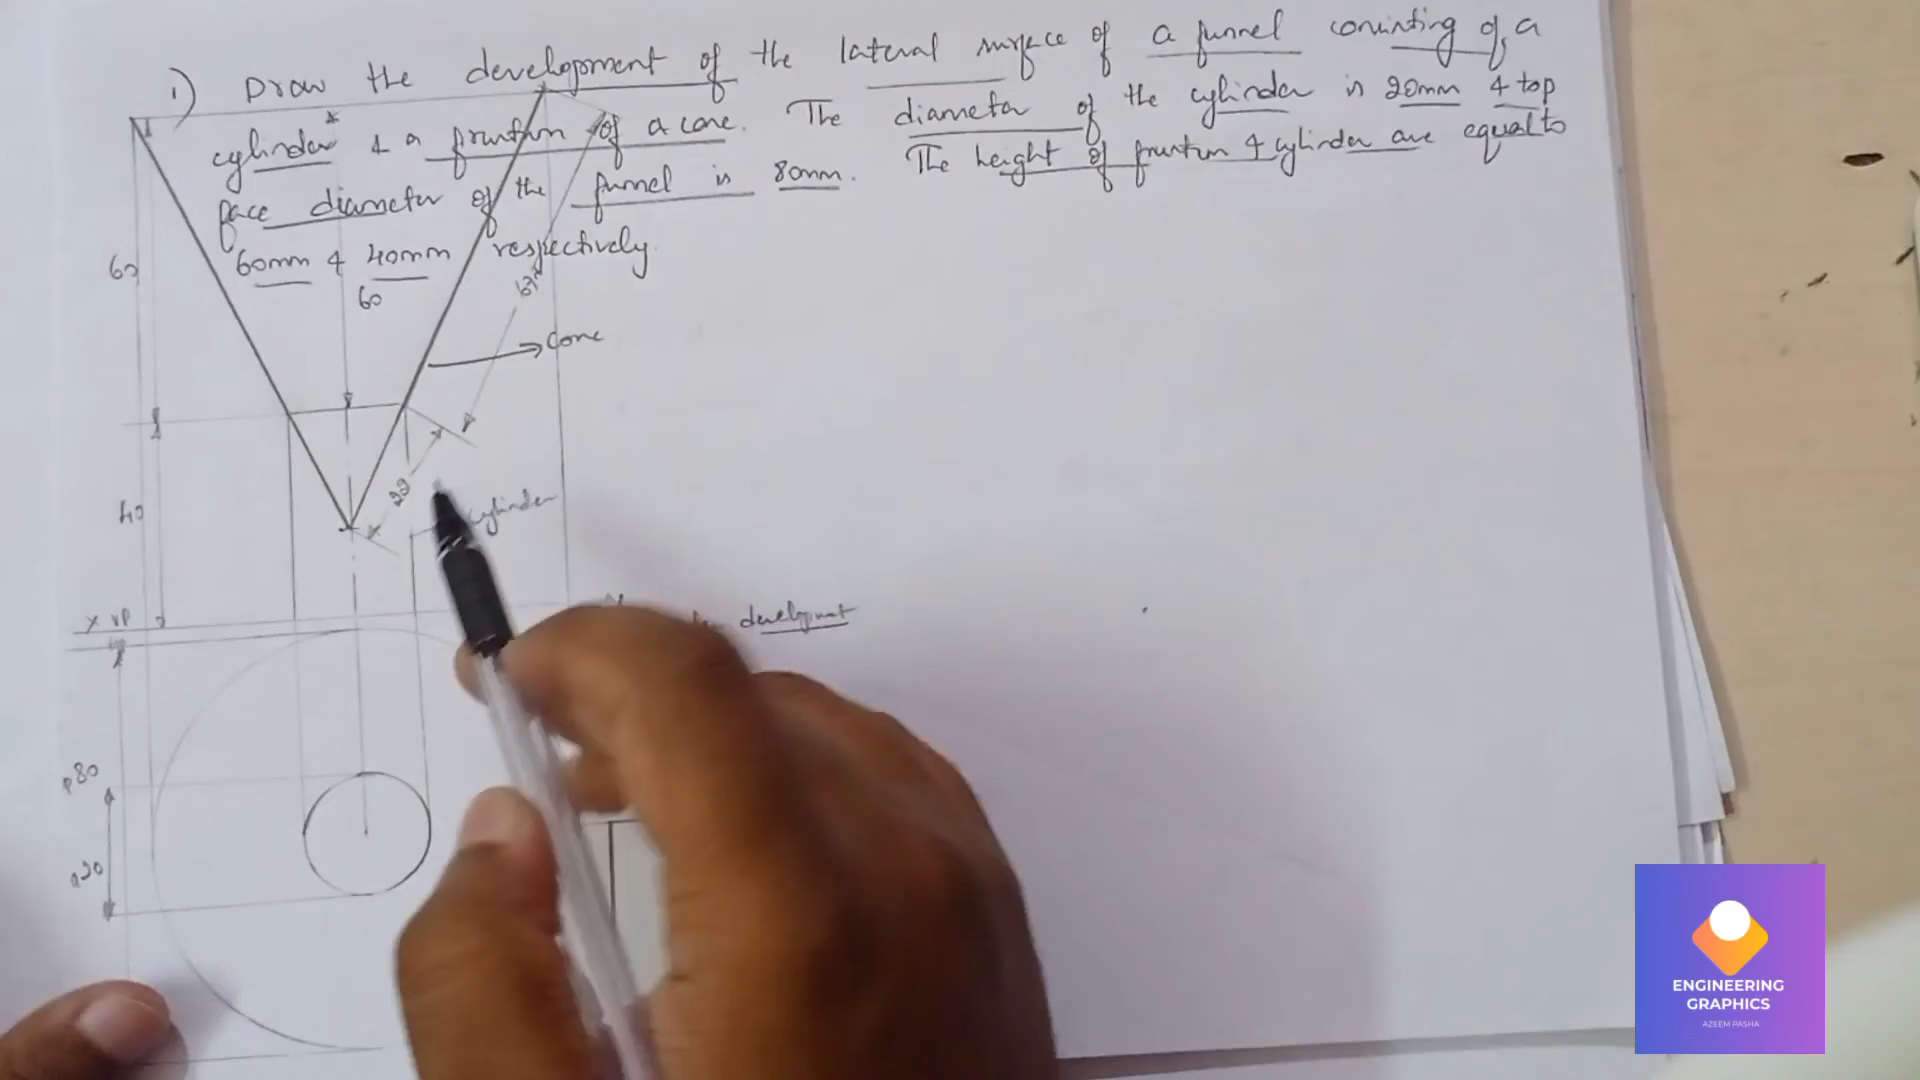 1) Draw the development of the lateral surface of a funnel consisting of a
cylinder & a frustum of a cone. The diameter of the cylinder is 20mm & top
face diameter of the funnel is 80mm. The height of frustum & cylinder are equal to
60mm & 40mm respectively.
60
60
67
cone
22
cylinder
40
X VP
development
ø80
ø20
ENGINEERING
GRAPHICS
AZEEM PASHA